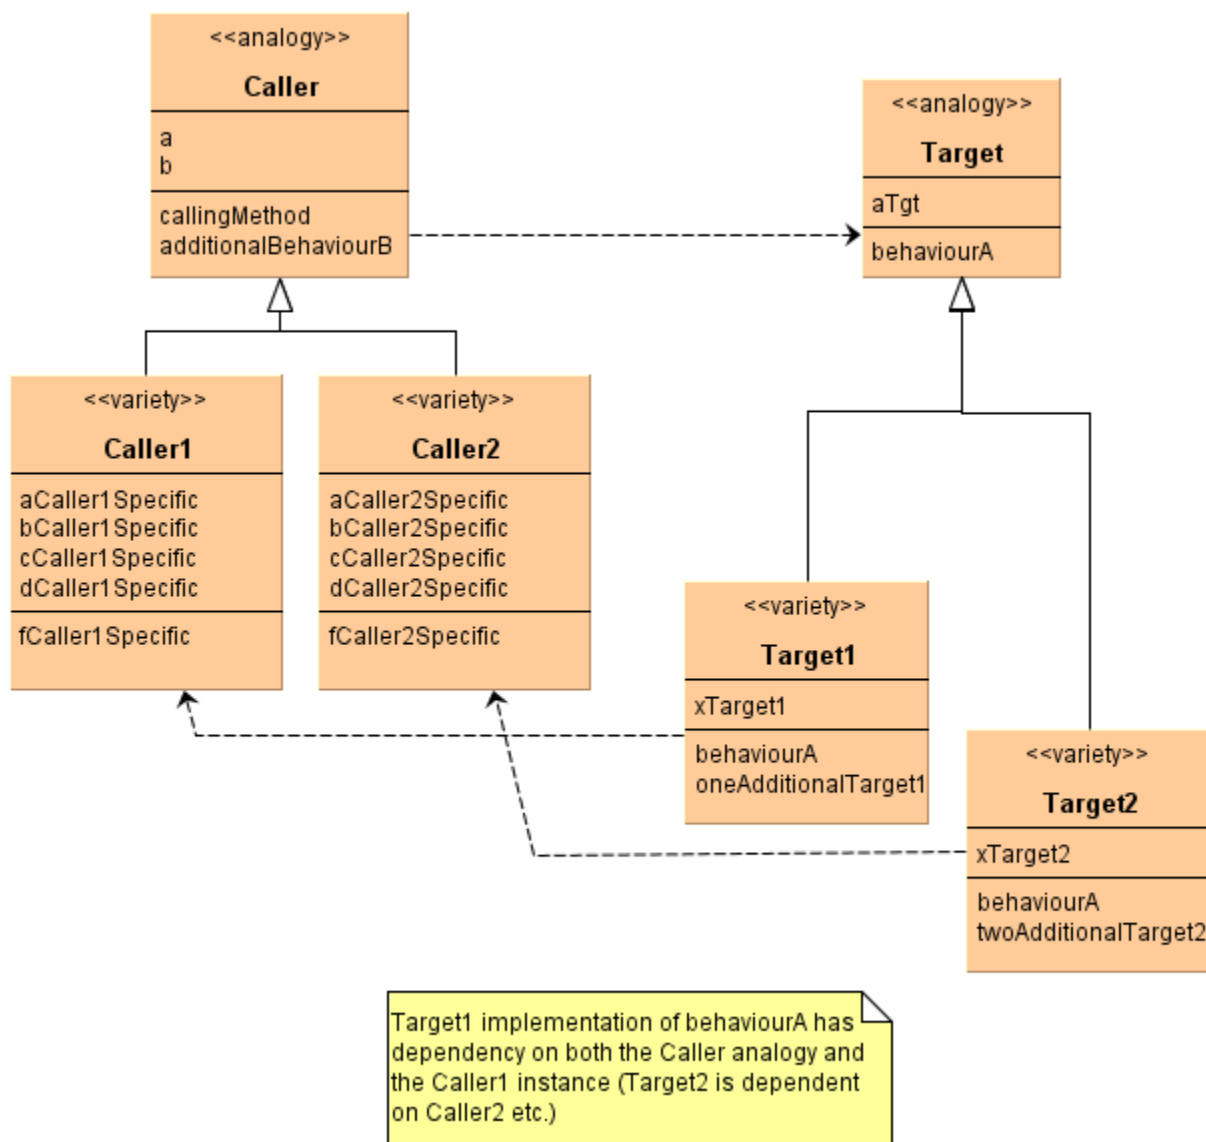 <<analogy>>
Caller
a
b
callingMethod
additionalBehaviourB
<<analogy>>
Target
aTgt
behaviourA
<<variety>>
Caller1
aCaller1Specific
bCaller1Specific
cCaller1Specific
dCaller1Specific
fCaller1Specific
<<variety>>
Caller2
aCaller2Specific
bCaller2Specific
cCaller2Specific
dCaller2Specific
fCaller2Specific
<<variety>>
Target1
xTarget1
behaviourA
oneAdditionalTarget1
<<variety>>
Target2
xTarget2
behaviourA
twoAdditionalTarget2
Target1 implementation of behaviourA has
dependency on both the Caller analogy and
the Caller1 instance (Target2 is dependent
on Caller2 etc.)